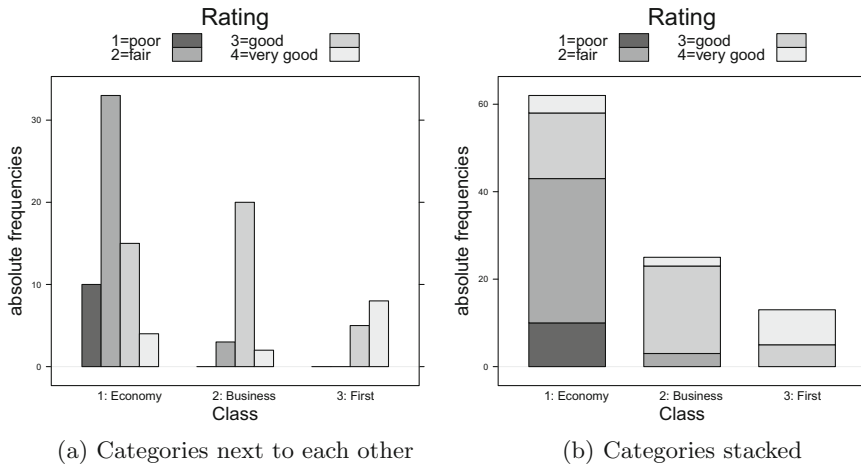 Rating
1=poor 3=good
2=fair 4=very good
absolute frequencies
30
20
10
0
1: Economy 2: Business 3: First
Class
(a) Categories next to each other
Rating
1=poor 3=good
2=fair 4=very good
absolute frequencies
60
40
20
0
1: Economy 2: Business 3: First
Class
(b) Categories stacked